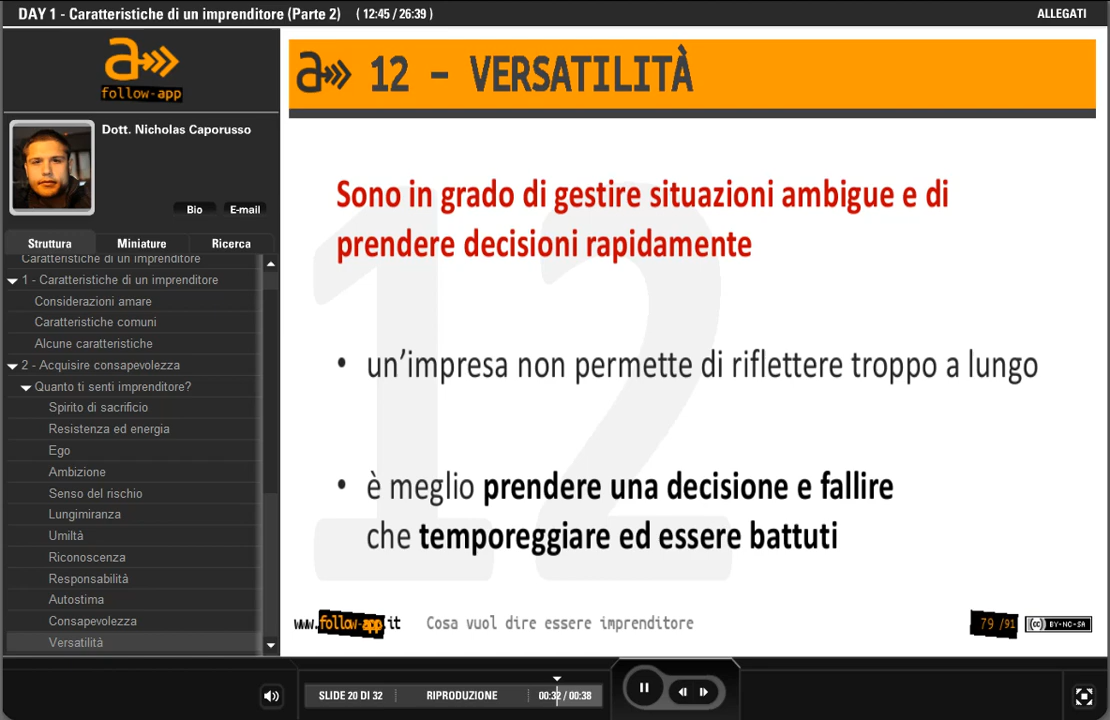 DAY 1 - Caratteristiche di un imprenditore (Parte 2) ( 12:45 / 26:39 )
ALLEGATI
a
follow-app
Dott. Nicholas Caporusso
Bio
E-mail
Struttura
Miniature
Ricerca
Caratteristiche di un imprenditore
1 - Caratteristiche di un imprenditore
Considerazioni amare
Caratteristiche comuni
Alcune caratteristiche
2 - Acquisire consapevolezza
Quanto ti senti imprenditore?
Spirito di sacrificio
Resistenza ed energia
Ego
Ambizione
Senso del rischio
Lungimiranza
Umiltà
Riconoscenza
Responsabilità
Autostima
Consapevolezza
Versatilità
a 12 - VERSATILITÀ
12
Sono in grado di gestire situazioni ambigue e di
prendere decisioni rapidamente
• un’impresa non permette di riflettere troppo a lungo
• è meglio prendere una decisione e fallire
che temporeggiare ed essere battuti
www.follow-app.it
Cosa vuol dire essere imprenditore
79 /91
(cc) BY-NC-SA
SLIDE 20 DI 32
RIPRODUZIONE
00:32 / 00:38